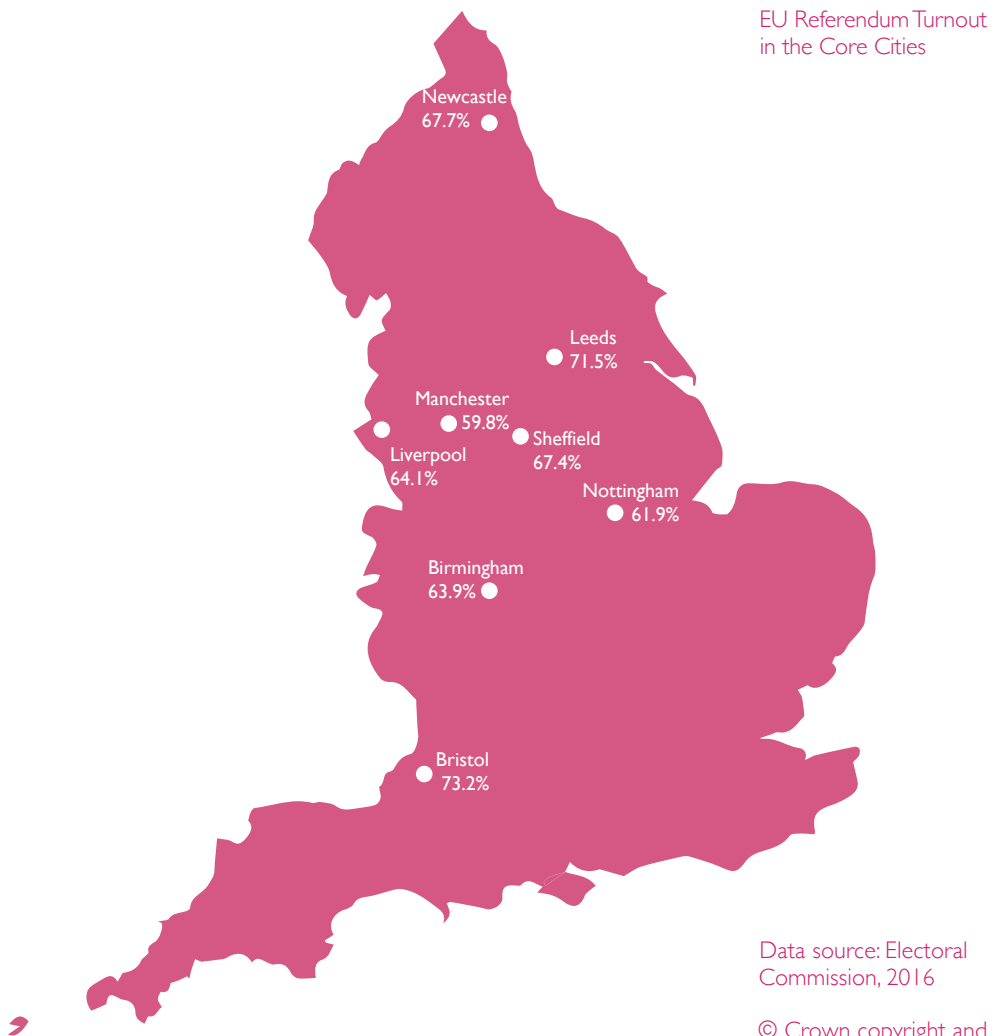 EU Referendum Turnout
in the Core Cities
Newcastle
67.7%
Leeds
71.5%
Manchester
59.8%
Sheffield
67.4%
Liverpool
64.1%
Nottingham
61.9%
Birmingham
63.9%
Bristol
73.2%
Data source: Electoral
Commission, 2016
© Crown copyright and